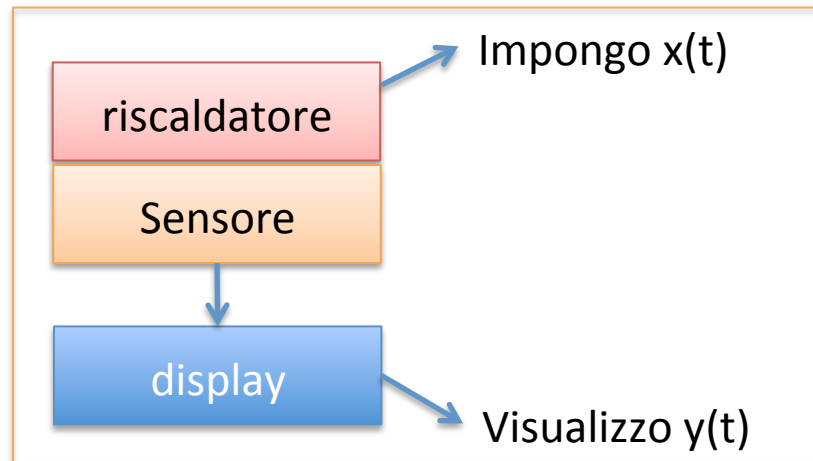 Impongo x(t)
riscaldatore
Sensore
display
Visualizzo y(t)